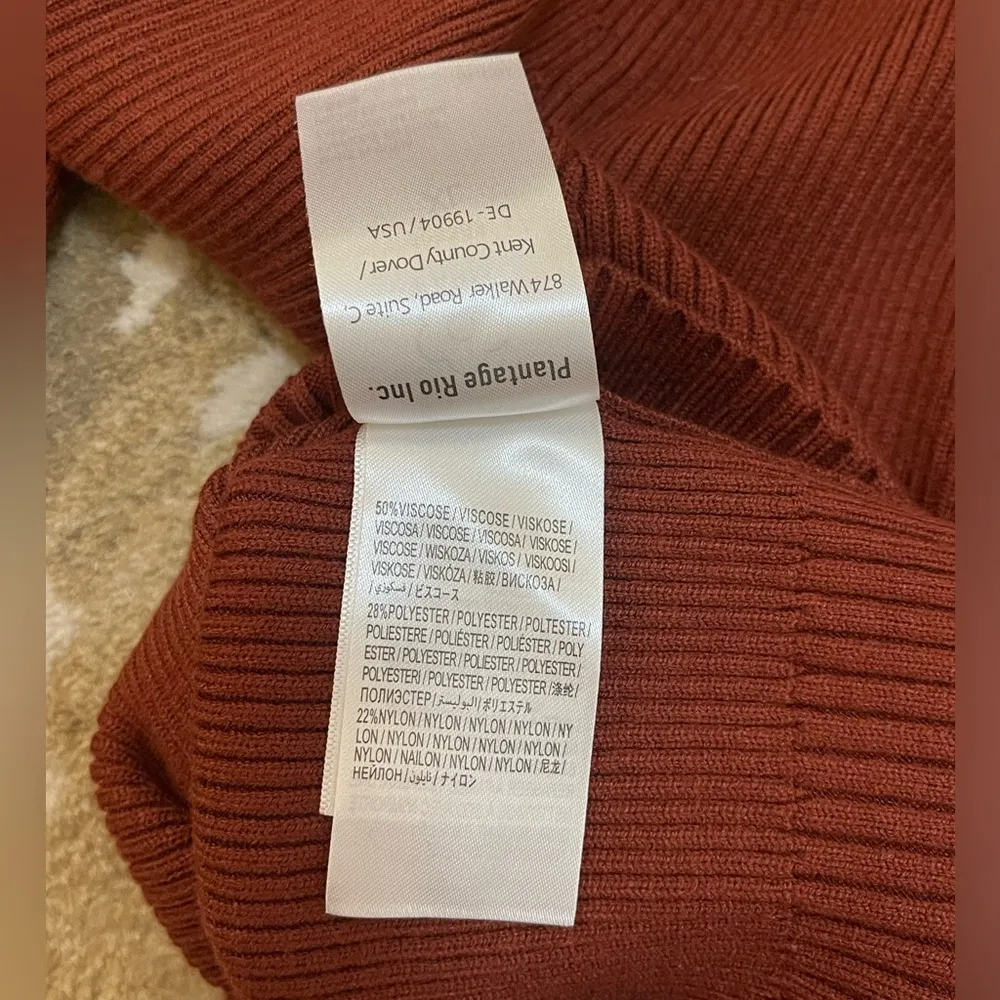 Plantage Rio Inc.
874 Walker Road, Suite C,
Kent County Dover /
DE-19904 / USA
50%VISCOSE / VISCOSE / VISKOSE /
VISCOSA / VISCOSE / VISCOSA / VISKOSE /
VISCOSE / WISKOZA / VISKOS / VISKOOSI /
VISKOSE / VISKÓZA / 粘胶 / ВИСКОЗА /
/ فسكوزي / ビスコース
28%POLYESTER / POLYESTER / POLTESTER /
POLIESTERE / POLIÉSTER / POLIÉSTER / POLY
ESTER / POLYESTER / POLIESTER / POLYESTER /
POLYESTERI / POLYESTER / POLYESTER / 涤纶 /
ПОЛИЭСТЕР / البوليستر / ポリエステル
22%NYLON / NYLON / NYLON / NYLON / NY
LON / NYLON / NYLON / NYLON / NYLON /
NYLON / NAILON / NYLON / NYLON / 尼龙 /
НЕЙЛОН / نايلون / ナイロン